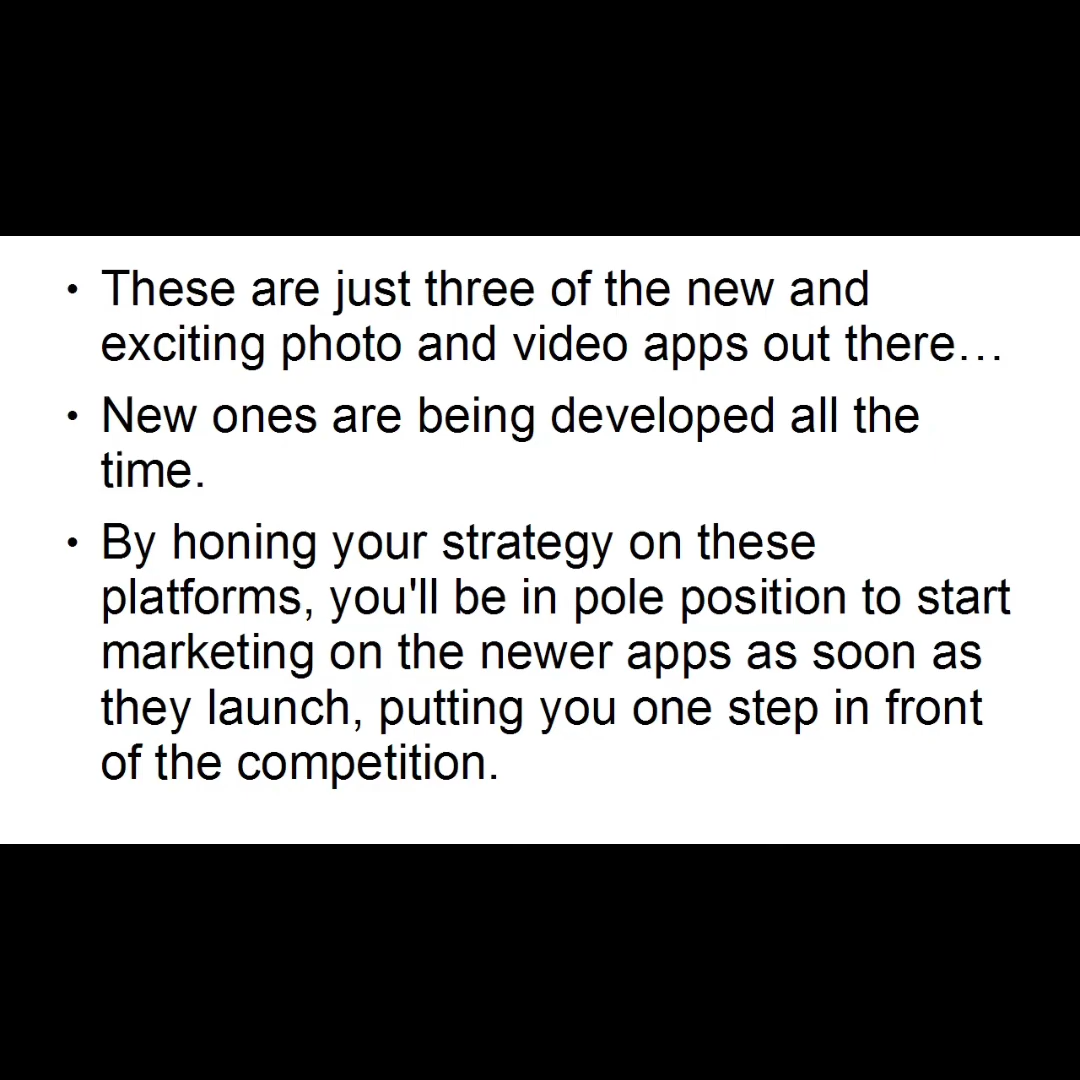 • These are just three of the new and
exciting photo and video apps out there…
• New ones are being developed all the
time.
• By honing your strategy on these
platforms, you'll be in pole position to start
marketing on the newer apps as soon as
they launch, putting you one step in front
of the competition.